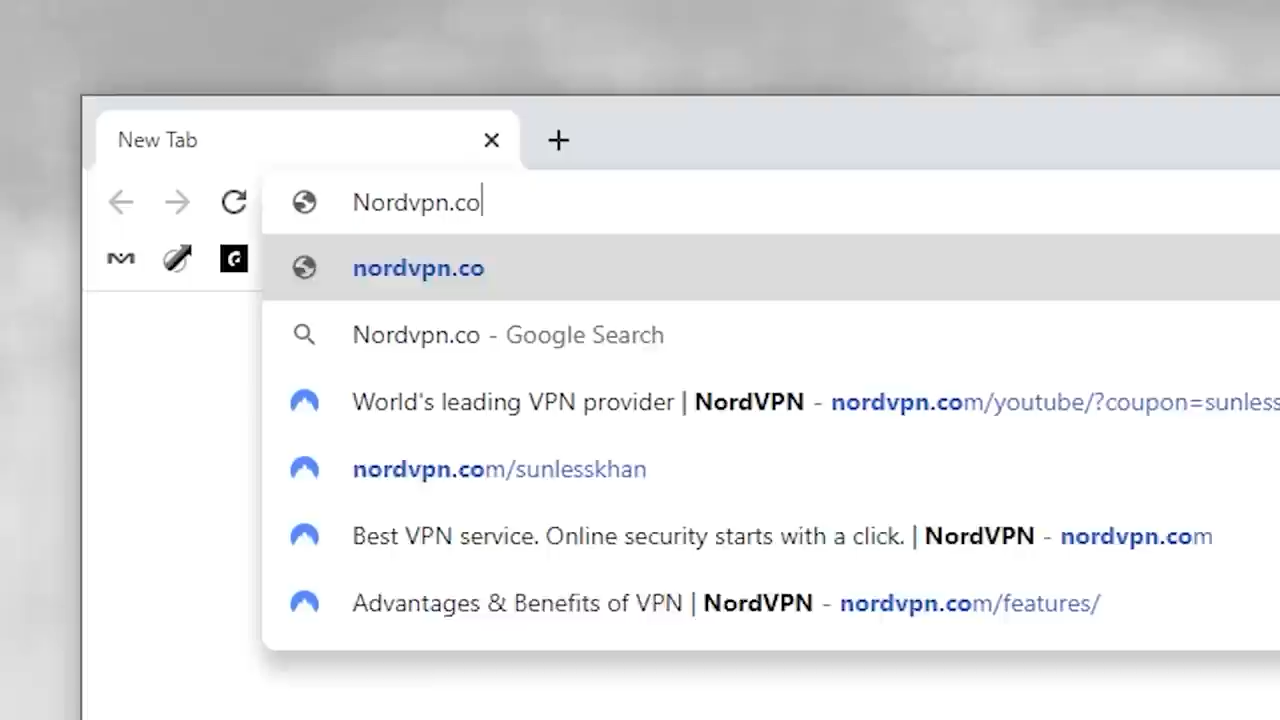 New Tab
Nordvpn.co
nordvpn.co
Nordvpn.co - Google Search
World's leading VPN provider | NordVPN - nordvpn.com/youtube/?coupon=sunless
nordvpn.com/sunlesskhan
Best VPN service. Online security starts with a click. | NordVPN - nordvpn.com
Advantages & Benefits of VPN | NordVPN - nordvpn.com/features/